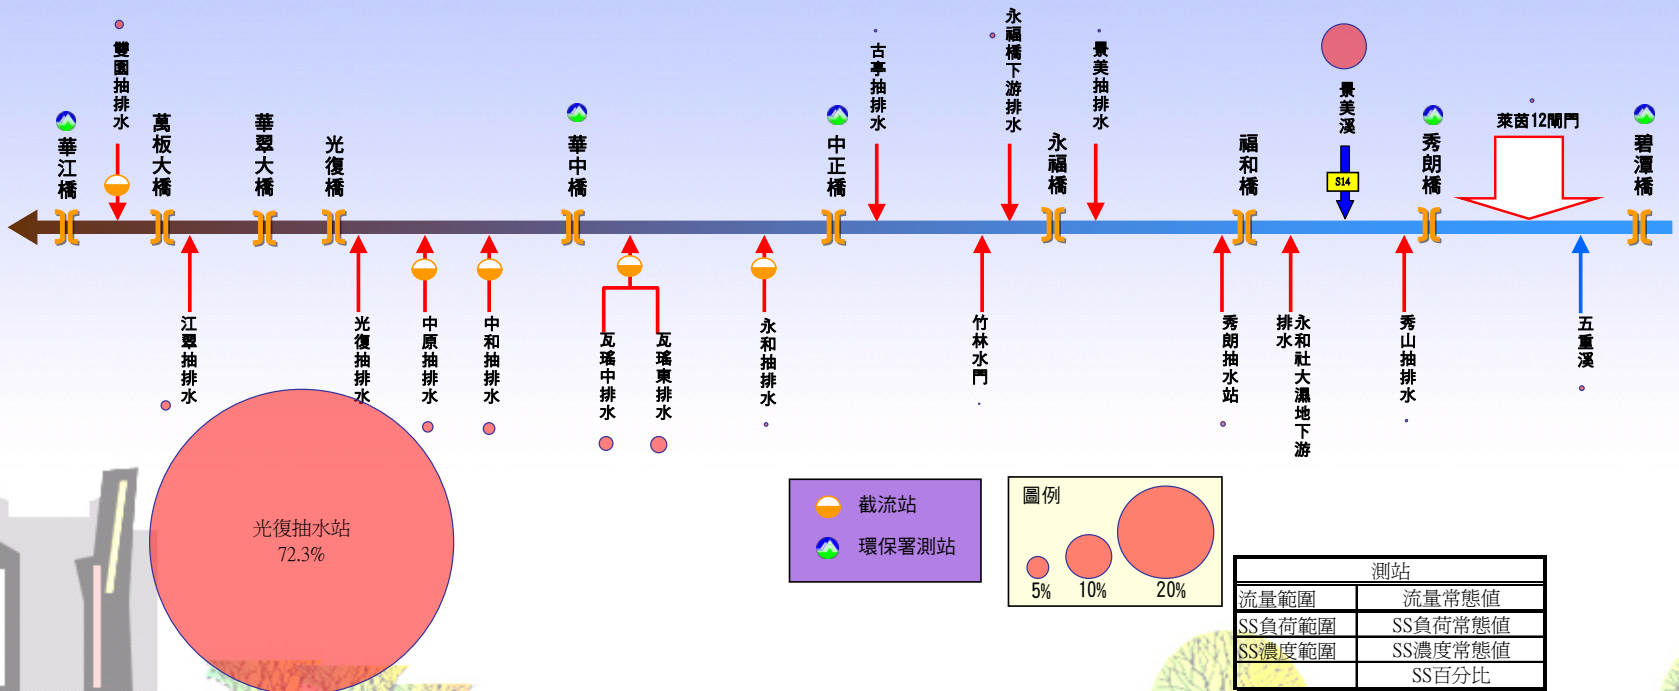 雙園抽排水
古亭抽排水
永福橋下游排水
景美抽排水
景美溪
萊茵12閘門
華江橋
萬板大橋
華翠大橋
光復橋
華中橋
中正橋
永福橋
福和橋
秀朗橋
碧潭橋
S14
江翠抽排水
光復抽排水
中原抽排水
中和抽排水
瓦瑤中排水
瓦瑤東排水
永和抽排水
竹林水門
秀朗抽水站
永和社大濕地下游
排水
秀山抽排水
五重溪
光復抽水站
72.3%
截流站
環保署測站
圖例
5% 10% 20%
測站
流量範圍 流量常態值
SS負荷範圍 SS負荷常態值
SS濃度範圍 SS濃度常態值
SS百分比